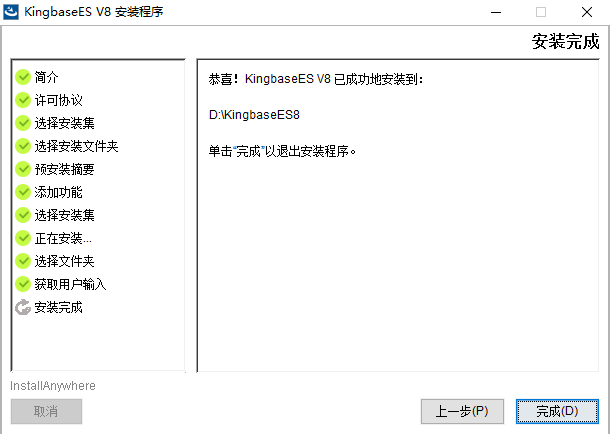 KingbaseES V8 安装程序
安装完成
简介
许可协议
选择安装集
选择安装文件夹
预安装摘要
添加功能
选择安装集
正在安装...
选择文件夹
获取用户输入
安装完成
恭喜！KingbaseES V8 已成功地安装到：
D:\KingbaseES8
单击“完成”以退出安装程序。
InstallAnywhere
取消
上一步(P)
完成(D)